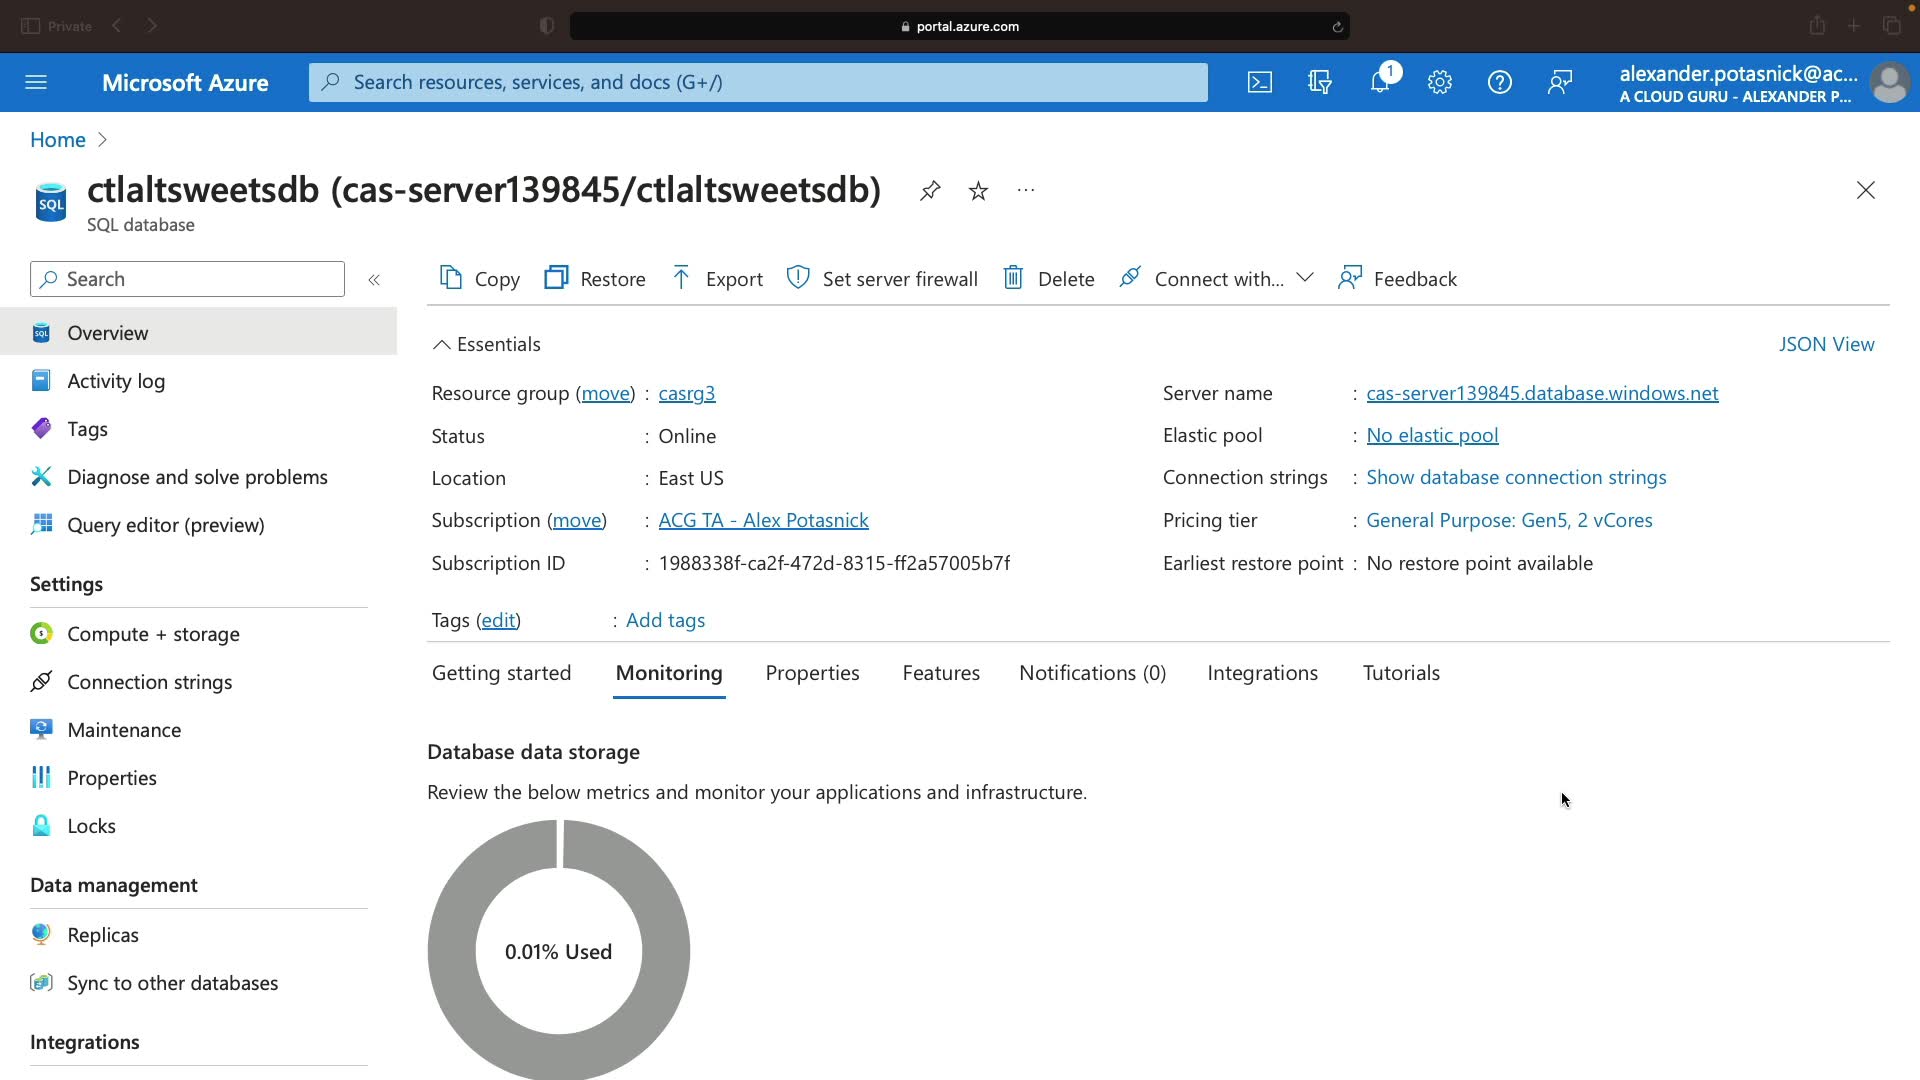 Private
portal.azure.com
Microsoft Azure
Search resources, services, and docs (G+/)
1
alexander.potasnick@ac...
A CLOUD GURU - ALEXANDER P...
Home
ctlaltsweetsdb (cas-server139845/ctlaltsweetsdb)
SQL
SQL database
Search
Copy
Restore
Export
Set server firewall
Delete
Connect with...
Feedback
Overview
Activity log
Tags
Diagnose and solve problems
Query editor (preview)
Settings
Compute + storage
Connection strings
Maintenance
Properties
Locks
Data management
Replicas
Sync to other databases
Integrations
Essentials
JSON View
Resource group (move) : casrg3
Status : Online
Location : East US
Subscription (move) : ACG TA - Alex Potasnick
Subscription ID : 1988338f-ca2f-472d-8315-ff2a57005b7f
Server name : cas-server139845.database.windows.net
Elastic pool : No elastic pool
Connection strings : Show database connection strings
Pricing tier : General Purpose: Gen5, 2 vCores
Earliest restore point : No restore point available
Tags (edit) : Add tags
Getting started
Monitoring
Properties
Features
Notifications (0)
Integrations
Tutorials
Database data storage
Review the below metrics and monitor your applications and infrastructure.
0.01% Used